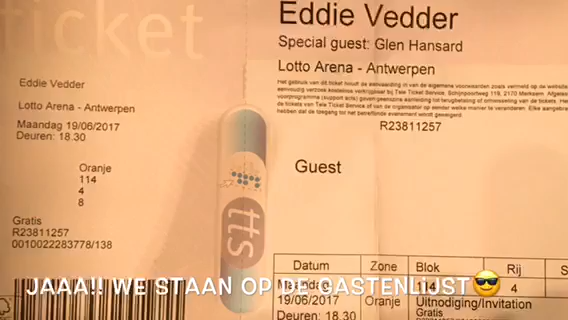 ticket
Eddie Vedder
Lotto Arena - Antwerpen
Maandag 19/06/2017
Deuren: 18.30
Oranje
114
4
8
Gratis
R23811257
0010022283778/138
tts
Eddie Vedder
Special guest: Glen Hansard
Lotto Arena - Antwerpen
R23811257
Guest
Datum Zone Blok Rij
Maandag Oranje 114 4
19/06/2017 Uitnodiging/Invitation
Deuren: 18.30 Gratis
JAAA!! WE STAAN OP DE GASTENLIJST😎